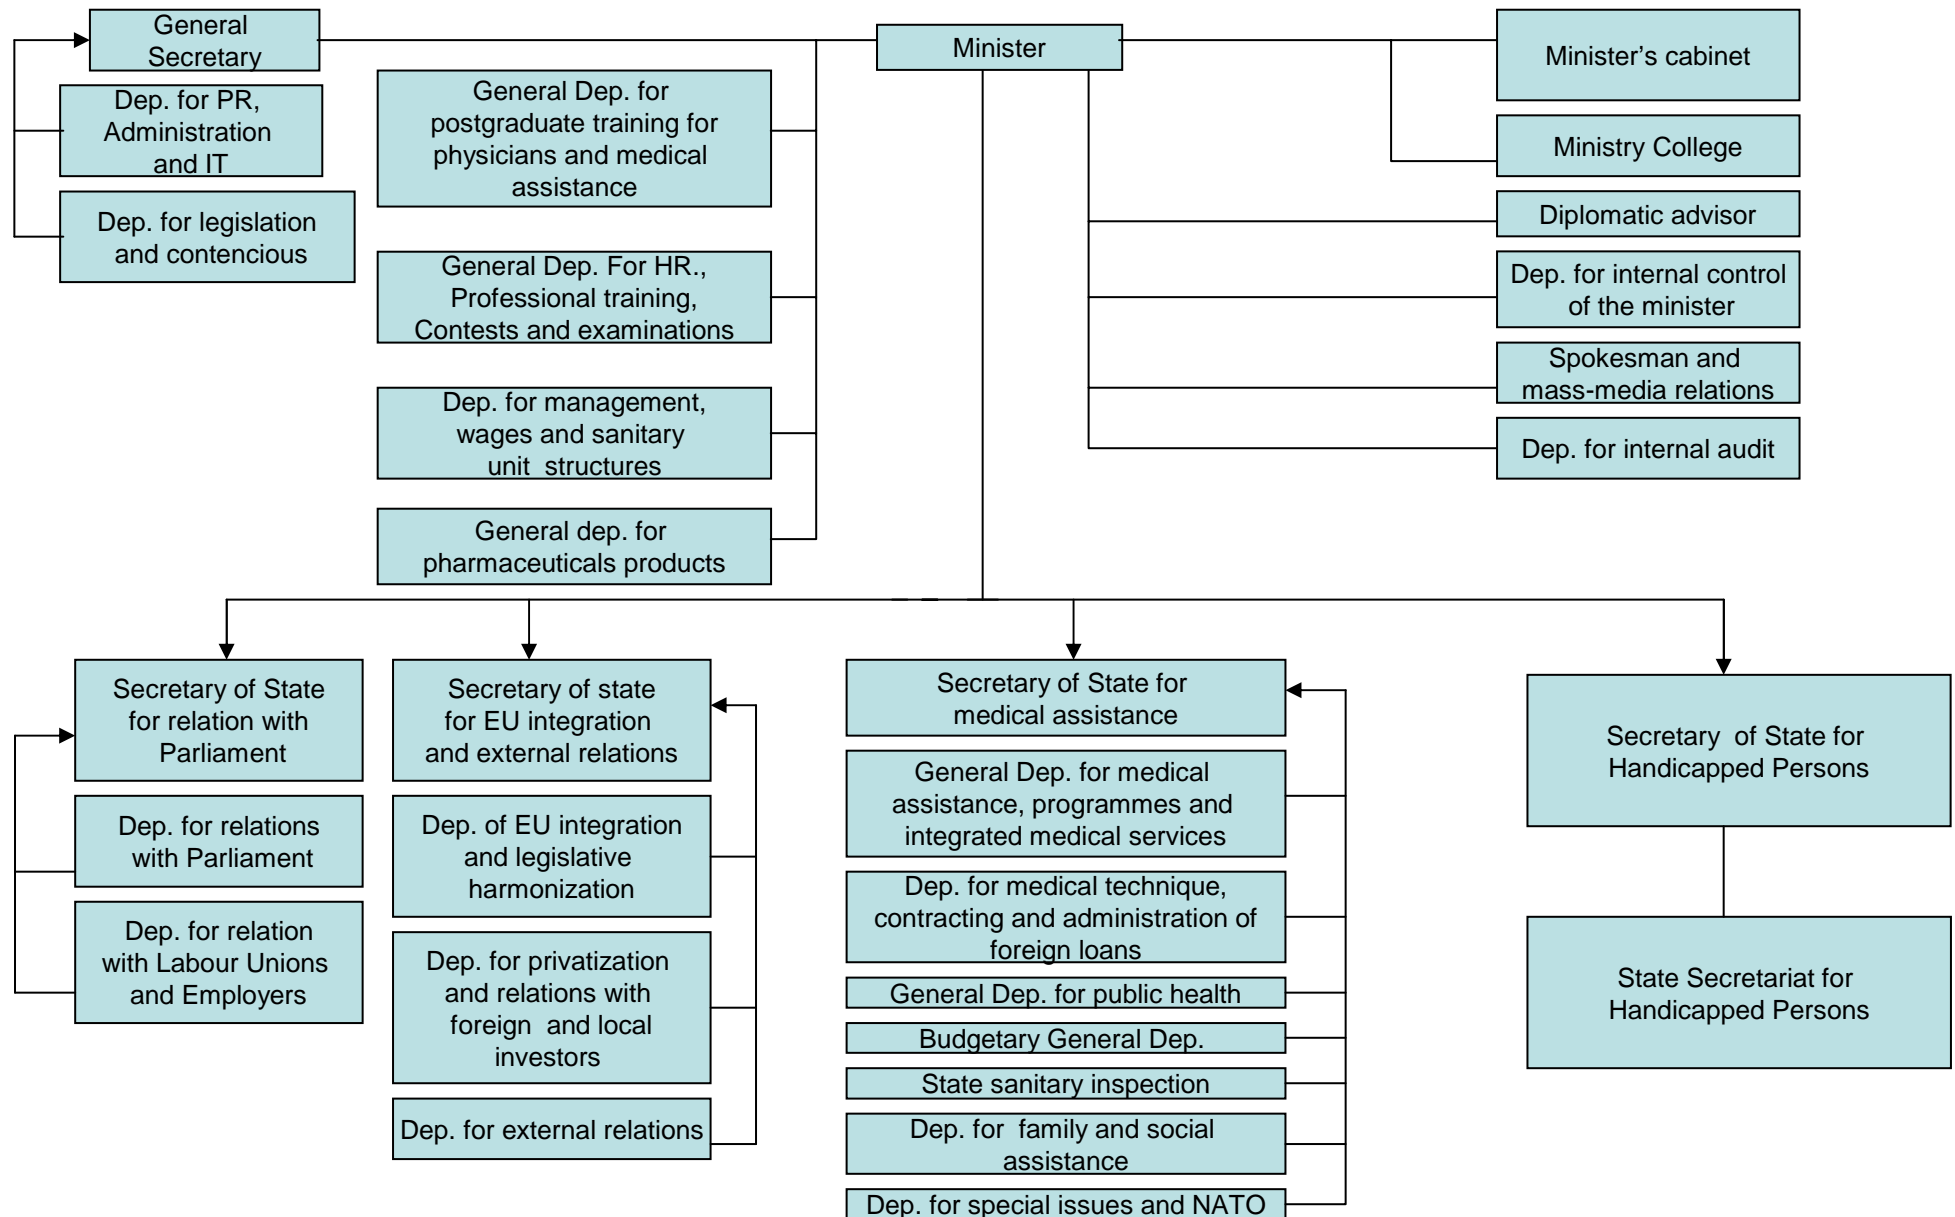 General
Secretary
Dep. for PR,
Administration
and IT
Dep. for legislation
and contencious
General Dep. for
postgraduate training for
physicians and medical
assistance
General Dep. For HR.,
Professional training,
Contests and examinations
Dep. for management,
wages and sanitary
unit structures
General dep. for
pharmaceuticals products
Minister
Minister’s cabinet
Ministry College
Diplomatic advisor
Dep. for internal control
of the minister
Spokesman and
mass-media relations
Dep. for internal audit
Secretary of State
for relation with
Parliament
Dep. for relations
with Parliament
Dep. for relation
with Labour Unions
and Employers
Secretary of state
for EU integration
and external relations
Dep. of EU integration
and legislative
harmonization
Dep. for privatization
and relations with
foreign and local
investors
Dep. for external relations
Secretary of State for
medical assistance
General Dep. for medical
assistance, programmes and
integrated medical services
Dep. for medical technique,
contracting and administration of
foreign loans
General Dep. for public health
Budgetary General Dep.
State sanitary inspection
Dep. for family and social
assistance
Dep. for special issues and NATO
Secretary of State for
Handicapped Persons
State Secretariat for
Handicapped Persons